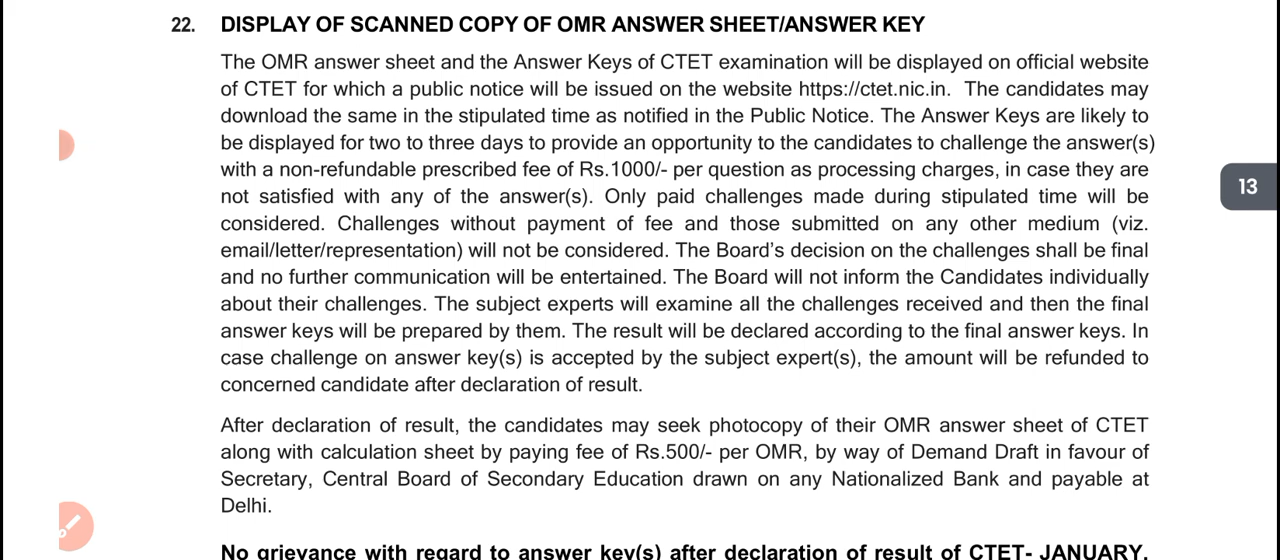 22. DISPLAY OF SCANNED COPY OF OMR ANSWER SHEET/ANSWER KEY
The OMR answer sheet and the Answer Keys of CTET examination will be displayed on official website
of CTET for which a public notice will be issued on the website https://ctet.nic.in. The candidates may
download the same in the stipulated time as notified in the Public Notice. The Answer Keys are likely to
be displayed for two to three days to provide an opportunity to the candidates to challenge the answer(s)
with a non-refundable prescribed fee of Rs.1000/- per question as processing charges, in case they are
not satisfied with any of the answer(s). Only paid challenges made during stipulated time will be
considered. Challenges without payment of fee and those submitted on any other medium (viz.
email/letter/representation) will not be considered. The Board's decision on the challenges shall be final
and no further communication will be entertained. The Board will not inform the Candidates individually
about their challenges. The subject experts will examine all the challenges received and then the final
answer keys will be prepared by them. The result will be declared according to the final answer keys. In
case challenge on answer key(s) is accepted by the subject expert(s), the amount will be refunded to
concerned candidate after declaration of result.
After declaration of result, the candidates may seek photocopy of their OMR answer sheet of CTET
along with calculation sheet by paying fee of Rs.500/- per OMR, by way of Demand Draft in favour of
Secretary, Central Board of Secondary Education drawn on any Nationalized Bank and payable at
Delhi.
No grievance with regard to answer key(s) after declaration of result of CTET- JANUARY,
13